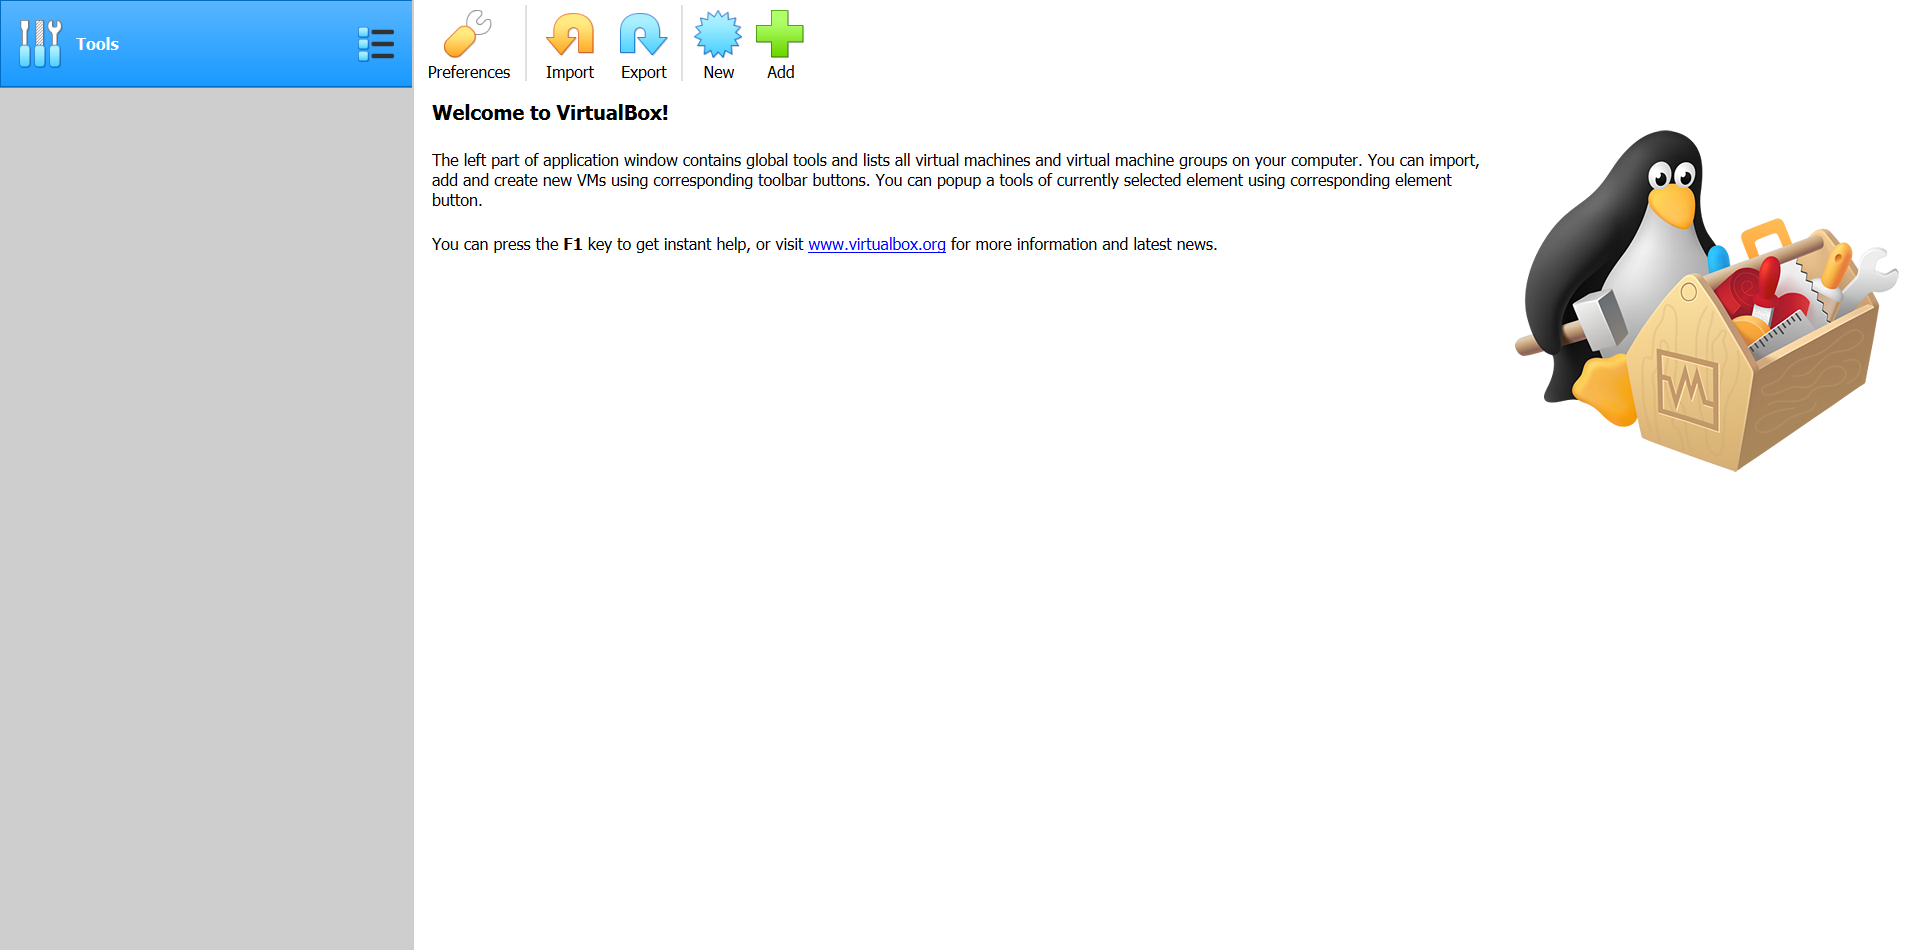 Tools
Preferences
Import
Export
New
Add
Welcome to VirtualBox!
The left part of application window contains global tools and lists all virtual machines and virtual machine groups on your computer. You can import,
add and create new VMs using corresponding toolbar buttons. You can popup a tools of currently selected element using corresponding element
button.
You can press the F1 key to get instant help, or visit www.virtualbox.org for more information and latest news.